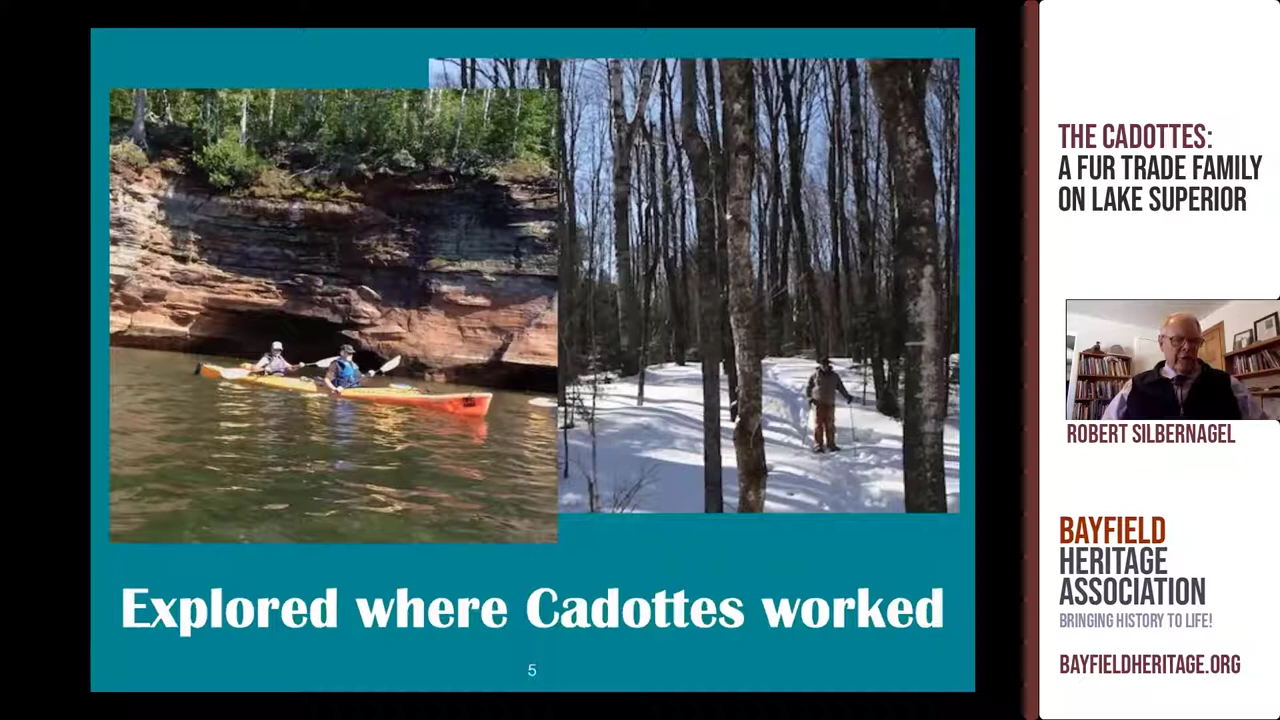 Explored where Cadottes worked
5
THE CADOTTES:
A FUR TRADE FAMILY
ON LAKE SUPERIOR
ROBERT SILBERNAGEL
BAYFIELD
HERITAGE
ASSOCIATION
BRINGING HISTORY TO LIFE!
BAYFIELDHERITAGE.ORG